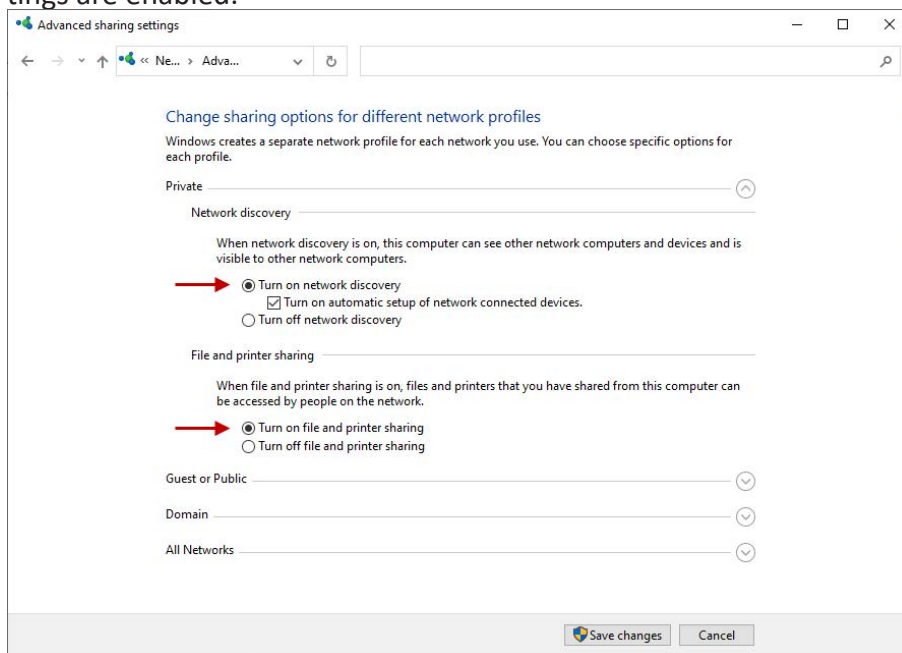 tings are enabled.
Advanced sharing settings
« Ne... › Adva...
Change sharing options for different network profiles
Windows creates a separate network profile for each network you use. You can choose specific options for
each profile.
Private
Network discovery
When network discovery is on, this computer can see other network computers and devices and is
visible to other network computers.
Turn on network discovery
Turn on automatic setup of network connected devices.
Turn off network discovery
File and printer sharing
When file and printer sharing is on, files and printers that you have shared from this computer can
be accessed by people on the network.
Turn on file and printer sharing
Turn off file and printer sharing
Guest or Public
Domain
All Networks
Save changes Cancel